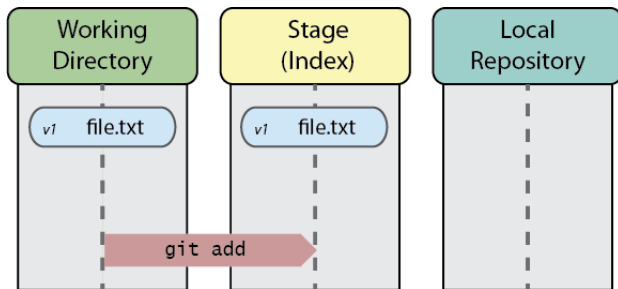 Working
Directory
Stage
(Index)
Local
Repository
v1 file.txt
v1 file.txt
git add